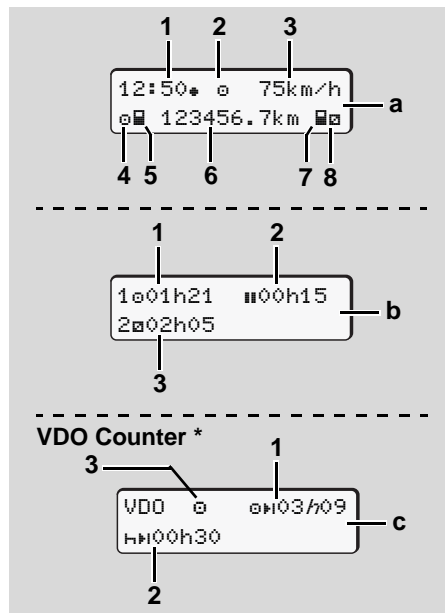 1 2 3
12:50● ⊙ 75km/h
a
⊙▮ 123456.7km ▮⧄
4 5 6 7 8
1 2
1⊙01h21 ▮▮00h15
b
2⧄02h05
3
VDO Counter *
3 1
VDO ⊙ ⊙▶|03h09
c
h▶|00h30
2